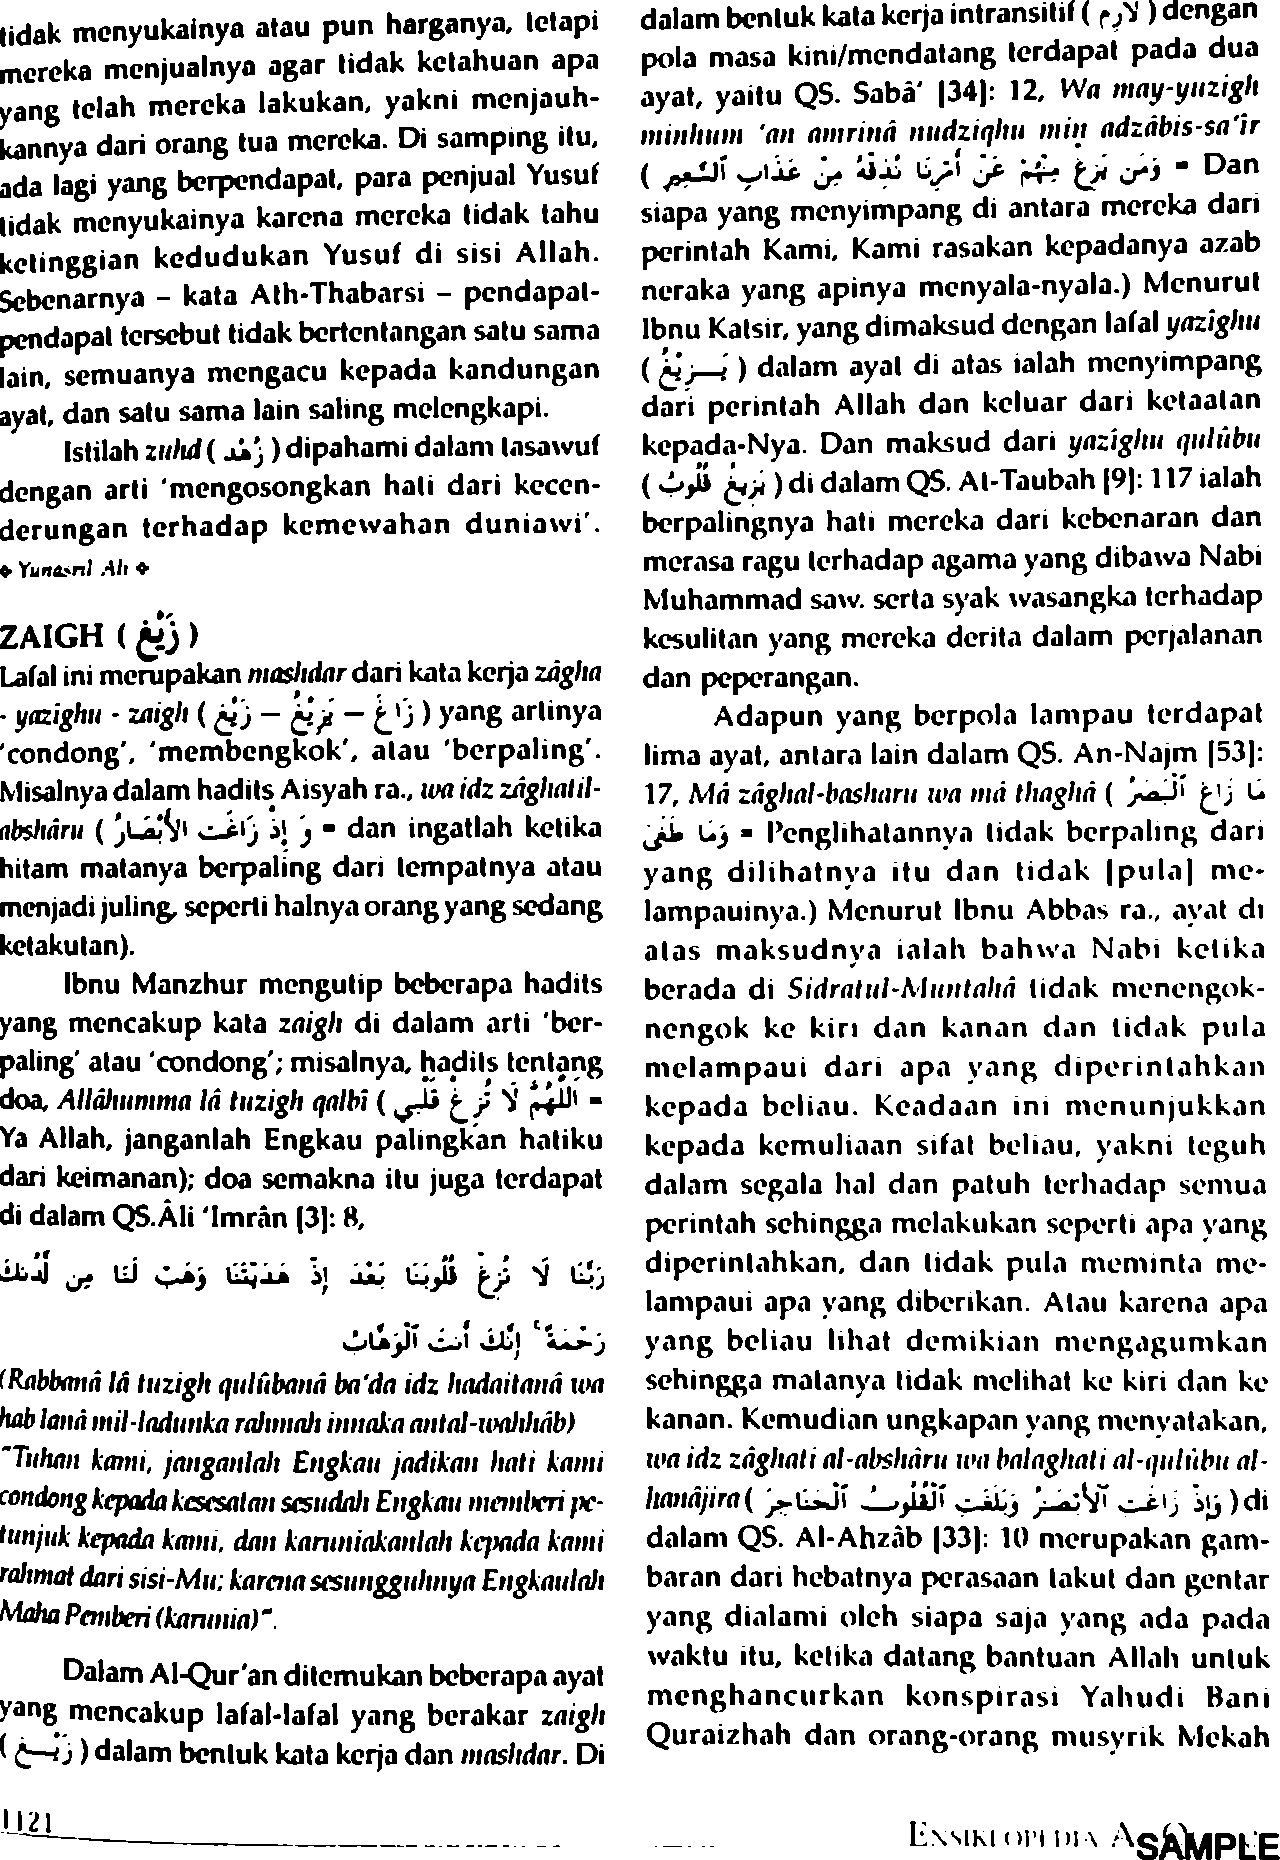 tidak menyukainya atau pun harganya, tetapi
mereka menjualnya agar tidak ketahuan apa
yang telah mereka lakukan, yakni menjauh-
kannya dari orang tua mereka. Di samping itu,
ada lagi yang berpendapat, para penjual Yusuf
tidak menyukainya karena mereka tidak tahu
ketinggian kedudukan Yusuf di sisi Allah.
Sebenarnya – kata Ath-Thabarsi – pendapat-
pendapat tersebut tidak bertentangan satu sama
lain, semuanya mengacu kepada kandungan
ayat, dan satu sama lain saling melengkapi.
Istilah zuhd ( زُهْد ) dipahami dalam tasawuf
dengan arti 'mengosongkan hati dari kecen-
derungan terhadap kemewahan duniawi'.
❖ Yunasril Ali ❖
ZAIGH ( زَيْغ )
Lafal ini merupakan mashdar dari kata kerja zâgha
- yazighu - zaigh ( زَاغَ – يَزِيْغُ – زَيْغ ) yang artinya
'condong', 'membengkok', atau 'berpaling'.
Misalnya dalam hadits Aisyah ra., wa idz zâghatil-
abshâru ( وَ إِذْ زَاغَتِ الأَبْصَارُ = dan ingatlah ketika
hitam matanya berpaling dari tempatnya atau
menjadi juling, seperti halnya orang yang sedang
ketakutan).
Ibnu Manzhur mengutip beberapa hadits
yang mencakup kata zaigh di dalam arti 'ber-
paling' atau 'condong'; misalnya, hadits tentang
doa, Allâhumma lâ tuzigh qalbî ( اللَّهُمَّ لَا تُزِغْ قَلْبِي =
Ya Allah, janganlah Engkau palingkan hatiku
dari keimanan); doa semakna itu juga terdapat
di dalam QS.Âli 'Imrân [3]: 8,
رَبَّنَا لَا تُزِغْ قُلُوبَنَا بَعْدَ إِذْ هَدَيْتَنَا وَهَبْ لَنَا مِن لَّدُنكَ
رَحْمَةً ۚ إِنَّكَ أَنتَ ٱلْوَهَّابُ
(Rabbanâ lâ tuzigh qulûbanâ ba'da idz hadaitanâ wa
hab lanâ mil-ladunka rahmah innaka antal-wahhâb)
"Tuhan kami, janganlah Engkau jadikan hati kami
condong kepada kesesatan sesudah Engkau memberi pe-
tunjuk kepada kami, dan karuniakanlah kepada kami
rahmat dari sisi-Mu; karena sesungguhnya Engkaulah
Maha Pemberi (karunia)".
Dalam Al-Qur'an ditemukan beberapa ayat
yang mencakup lafal-lafal yang berakar zaigh
( زَيْغ ) dalam bentuk kata kerja dan mashdar. Di
dalam bentuk kata kerja intransitif ( لَازِم ) dengan
pola masa kini/mendatang terdapat pada dua
ayat, yaitu QS. Sabâ' [34]: 12, Wa may-yuzigh
minhum 'an amrinâ nudziqhu min adzâbis-sa'îr
( وَمَن يَزِغْ مِنْهُمْ عَنْ أَمْرِنَا نُذِقْهُ مِنْ عَذَابِ ٱلسَّعِيرِ = Dan
siapa yang menyimpang di antara mereka dari
perintah Kami, Kami rasakan kepadanya azab
neraka yang apinya menyala-nyala.) Menurut
Ibnu Katsir, yang dimaksud dengan lafal yazîghu
( يَزِيْغُ ) dalam ayat di atas ialah menyimpang
dari perintah Allah dan keluar dari ketaatan
kepada-Nya. Dan maksud dari yazîghu qulûbu
( يَزِيغُ قُلُوبُ ) di dalam QS. At-Taubah [9]: 117 ialah
berpalingnya hati mereka dari kebenaran dan
merasa ragu terhadap agama yang dibawa Nabi
Muhammad saw. serta syak wasangka terhadap
kesulitan yang mereka derita dalam perjalanan
dan peperangan.
Adapun yang berpola lampau terdapat
lima ayat, antara lain dalam QS. An-Najm [53]:
17, Mâ zâghal-basharu wa mâ thaghâ ( مَا زَاغَ ٱلْبَصَرُ
وَمَا طَغَىٰ = Penglihatannya tidak berpaling dari
yang dilihatnya itu dan tidak [pula] me-
lampauinya.) Menurut Ibnu Abbas ra., ayat di
atas maksudnya ialah bahwa Nabi ketika
berada di Sidratul-Muntahâ tidak menengok-
nengok ke kiri dan kanan dan tidak pula
melampaui dari apa yang diperintahkan
kepada beliau. Keadaan ini menunjukkan
kepada kemuliaan sifat beliau, yakni teguh
dalam segala hal dan patuh terhadap semua
perintah sehingga melakukan seperti apa yang
diperintahkan, dan tidak pula meminta me-
lampaui apa yang diberikan. Atau karena apa
yang beliau lihat demikian mengagumkan
sehingga matanya tidak melihat ke kiri dan ke
kanan. Kemudian ungkapan yang menyatakan,
wa idz zâghati al-abshâru wa balaghati al-qulûbu al-
hanâjira ( وَإِذْ زَاغَتِ ٱلْأَبْصَـٰرُ وَبَلَغَتِ ٱلْقُلُوبُ ٱلْحَنَاجِرَ ) di
dalam QS. Al-Ahzâb [33]: 10 merupakan gam-
baran dari hebatnya perasaan takut dan gentar
yang dialami oleh siapa saja yang ada pada
waktu itu, ketika datang bantuan Allah untuk
menghancurkan konspirasi Yahudi Bani
Quraizhah dan orang-orang musyrik Mekah
1121
ENSIKLOPEDIA
SAMPLE